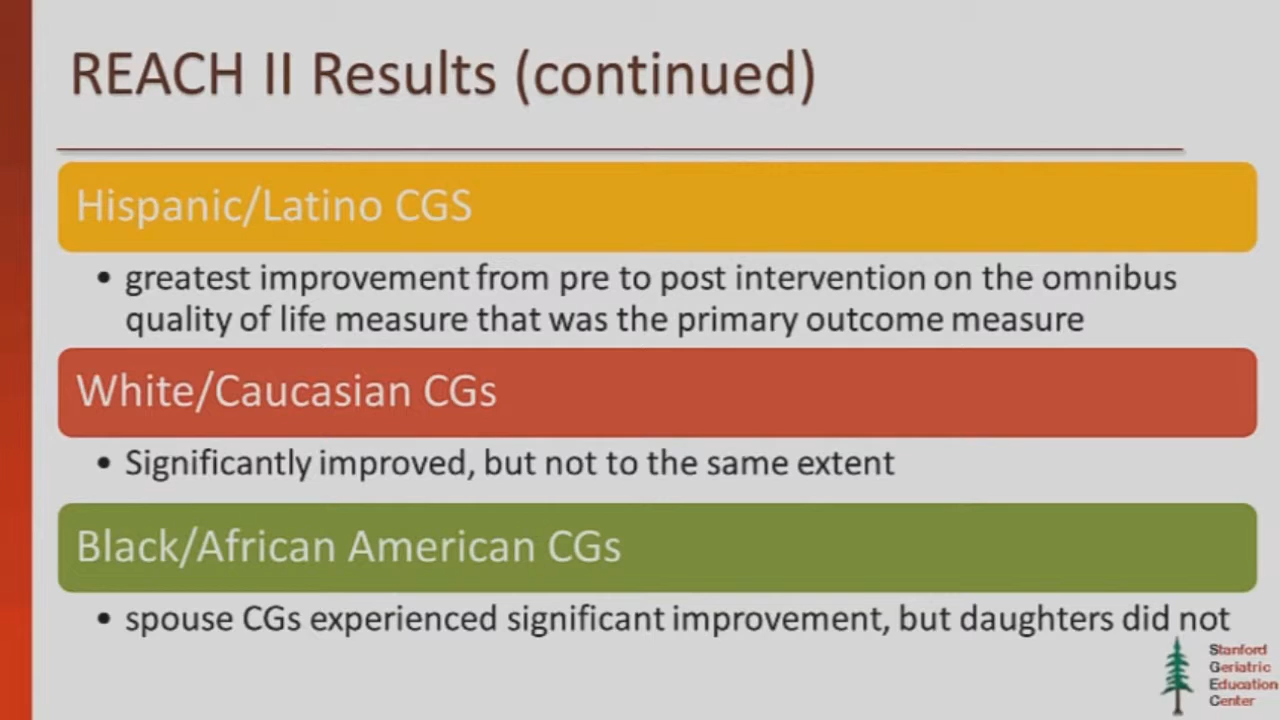 REACH II Results (continued)
Hispanic/Latino CGS
• greatest improvement from pre to post intervention on the omnibus
quality of life measure that was the primary outcome measure
White/Caucasian CGs
• Significantly improved, but not to the same extent
Black/African American CGs
• spouse CGs experienced significant improvement, but daughters did not
Stanford
Geriatric
Education
Center